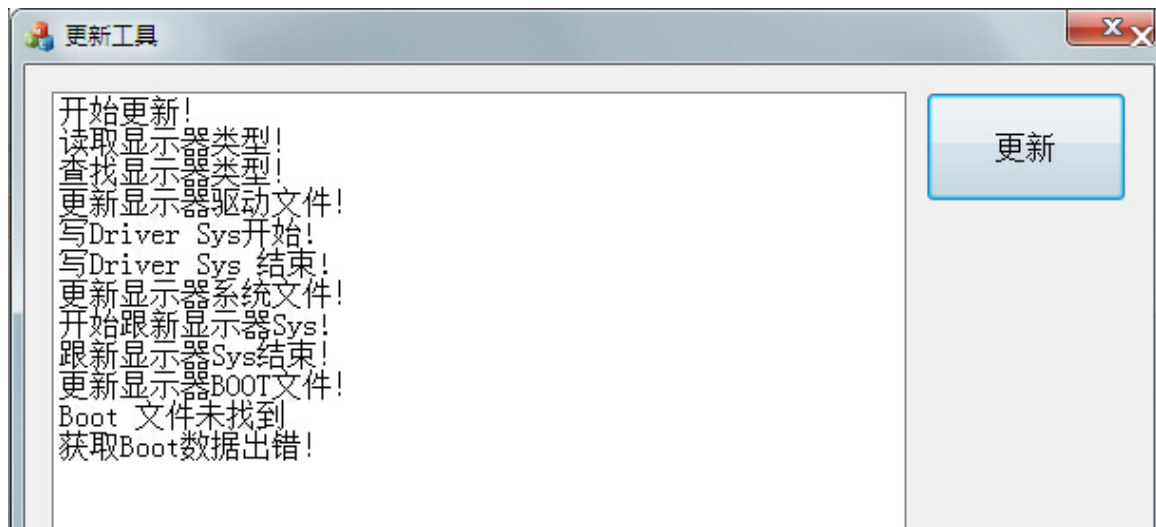 更新工具
开始更新!
读取显示器类型!
查找显示器类型!
更新显示器驱动文件!
写Driver Sys开始!
写Driver Sys 结束!
更新显示器系统文件!
开始跟新显示器Sys!
跟新显示器Sys结束!
更新显示器BOOT文件!
Boot 文件未找到
获取Boot数据出错!
更新